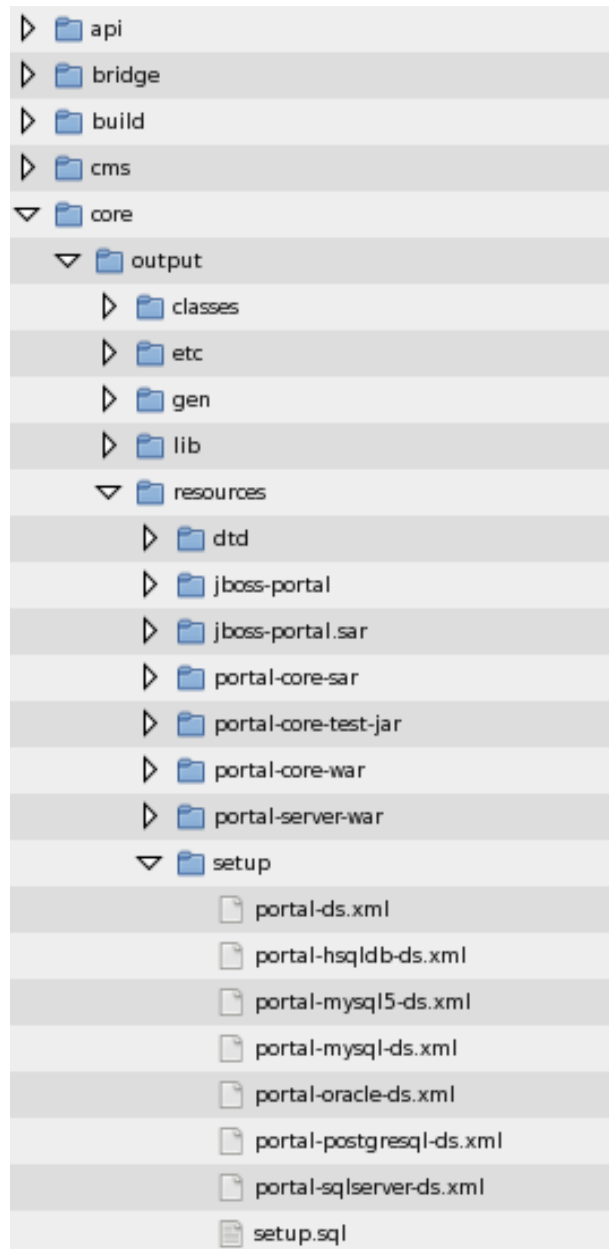 api
bridge
build
cms
core
output
classes
etc
gen
lib
resources
dtd
jboss-portal
jboss-portal.sar
portal-core-sar
portal-core-test-jar
portal-core-war
portal-server-war
setup
portal-ds.xml
portal-hsqldb-ds.xml
portal-mysql5-ds.xml
portal-mysql-ds.xml
portal-oracle-ds.xml
portal-postgresql-ds.xml
portal-sqlserver-ds.xml
setup.sql